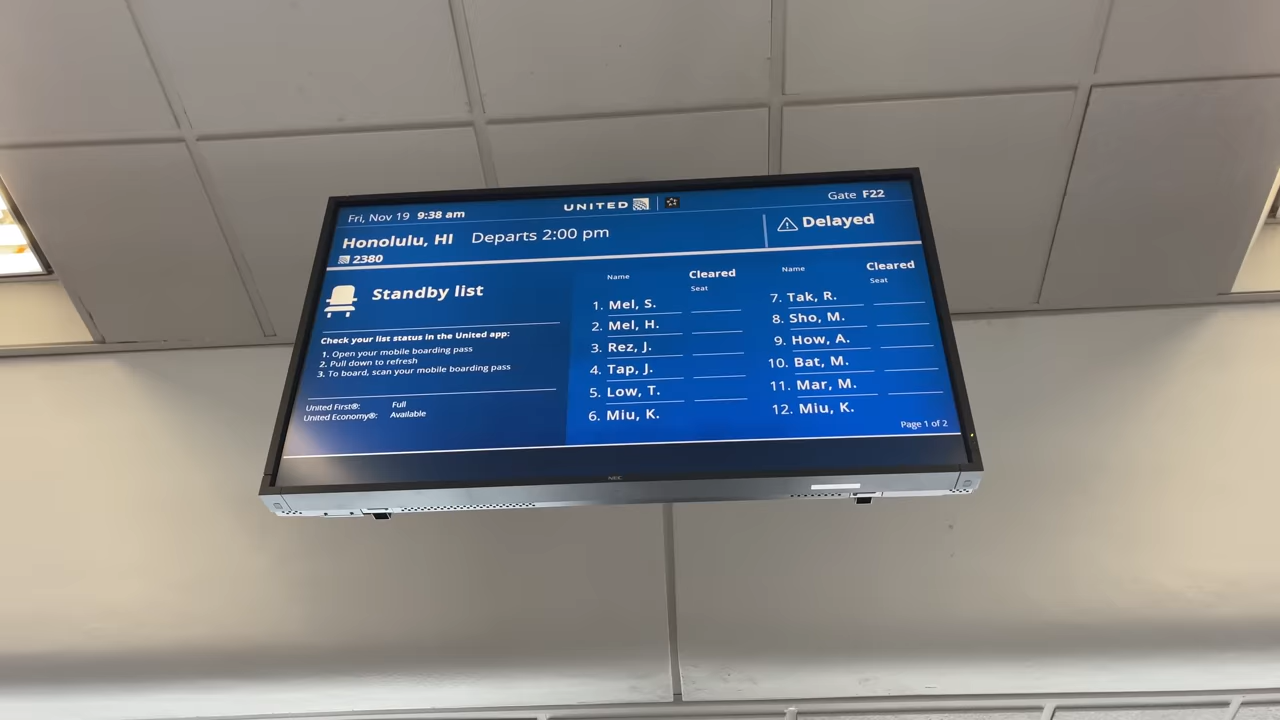 Fri, Nov 19 9:38 am
UNITED
Gate F22
Honolulu, HI Departs 2:00 pm
Delayed
2380
Standby list
Check your list status in the United app:
1. Open your mobile boarding pass
2. Pull down to refresh
3. To board, scan your mobile boarding pass
United First®: Full
United Economy®: Available
Name Cleared
Seat
1. Mel, S.
2. Mel, H.
3. Rez, J.
4. Tap, J.
5. Low, T.
6. Miu, K.
Name Cleared
Seat
7. Tak, R.
8. Sho, M.
9. How, A.
10. Bat, M.
11. Mar, M.
12. Miu, K.
Page 1 of 2
NEC